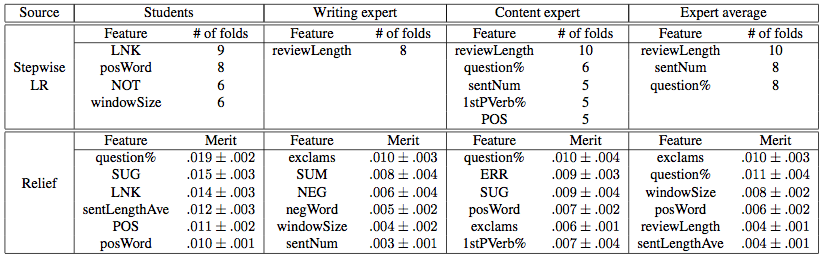 Source Students Writing expert Content expert Expert average
Feature # of folds Feature # of folds Feature # of folds Feature # of folds
LNK 9 reviewLength 8 reviewLength 10 reviewLength 10
Stepwise posWord 8 question% 6 sentNum 8
LR NOT 6 sentNum 5 question% 8
windowSize 6 1stPVerb% 5
POS 5
Feature Merit Feature Merit Feature Merit Feature Merit
question% .019 ± .002 exclams .010 ± .003 question% .010 ± .004 exclams .010 ± .003
SUG .015 ± .003 SUM .008 ± .004 ERR .009 ± .003 question% .011 ± .004
Relief LNK .014 ± .003 NEG .006 ± .004 SUG .009 ± .004 windowSize .008 ± .002
sentLengthAve .012 ± .003 negWord .005 ± .002 posWord .007 ± .002 posWord .006 ± .002
POS .011 ± .002 windowSize .004 ± .002 exclams .006 ± .001 reviewLength .004 ± .001
posWord .010 ± .001 sentNum .003 ± .001 1stPVerb% .007 ± .004 sentLengthAve .004 ± .001